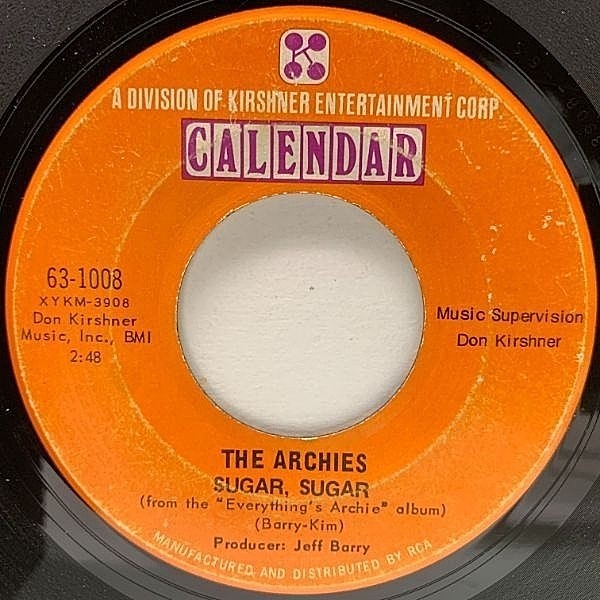 K
A DIVISION OF KIRSHNER ENTERTAINMENT CORP.
CALENDAR
63-1008
XYKM-3908
Don Kirshner
Music, Inc., BMI
2:48
Music Supervision
Don Kirshner
THE ARCHIES
SUGAR, SUGAR
(from the "Everything's Archie" album)
(Barry-Kim)
Producer: Jeff Barry
MANUFACTURED AND DISTRIBUTED BY RCA